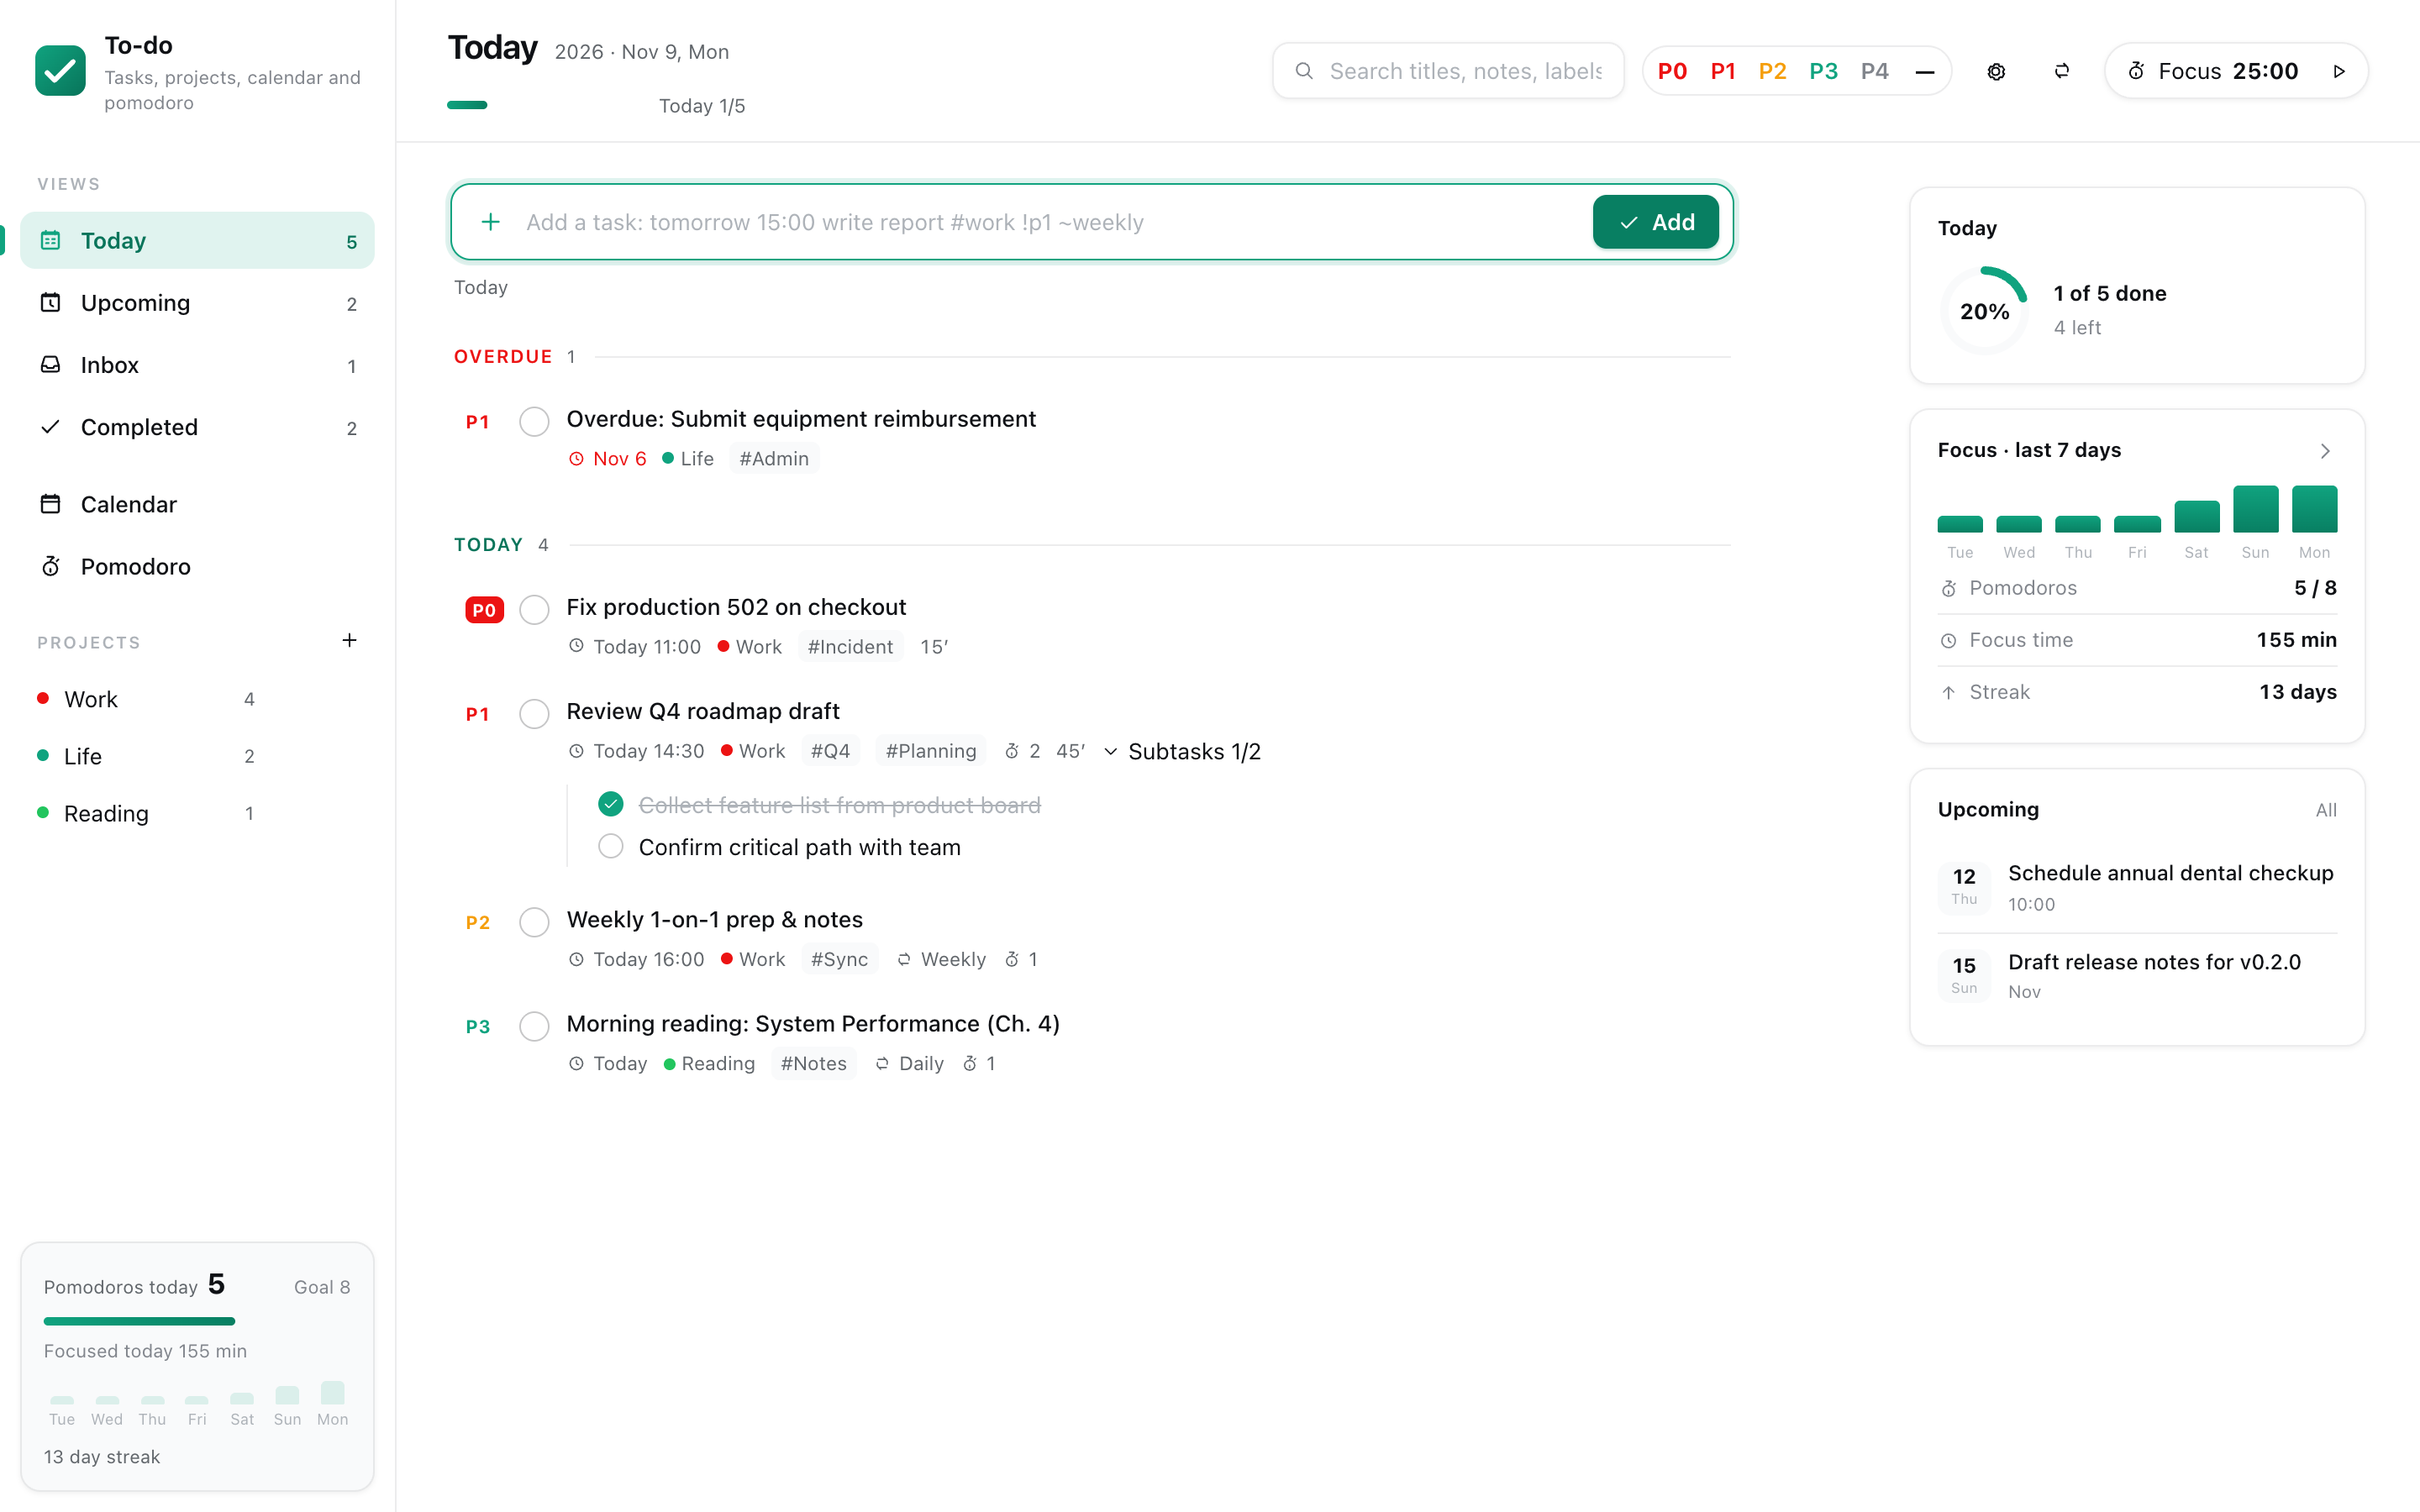 To-do
Tasks, projects, calendar and
pomodoro
VIEWS
Today 5
Upcoming 2
Inbox 1
Completed 2
Calendar
Pomodoro
PROJECTS +
Work 4
Life 2
Reading 1
Pomodoros today 5 Goal 8
Focused today 155 min
Tue Wed Thu Fri Sat Sun Mon
13 day streak
Today 2026 · Nov 9, Mon
Today 1/5
Search titles, notes, labels
P0 P1 P2 P3 P4 —
Focus 25:00
+ Add a task: tomorrow 15:00 write report #work !p1 ~weekly
Add
Today
OVERDUE 1
P1 Overdue: Submit equipment reimbursement
Nov 6 Life #Admin
TODAY 4
P0 Fix production 502 on checkout
Today 11:00 Work #Incident 15′
P1 Review Q4 roadmap draft
Today 14:30 Work #Q4 #Planning 2 45′ Subtasks 1/2
Collect feature list from product board
Confirm critical path with team
P2 Weekly 1-on-1 prep & notes
Today 16:00 Work #Sync Weekly 1
P3 Morning reading: System Performance (Ch. 4)
Today Reading #Notes Daily 1
Today
20%
1 of 5 done
4 left
Focus · last 7 days
Tue Wed Thu Fri Sat Sun Mon
Pomodoros 5 / 8
Focus time 155 min
Streak 13 days
Upcoming All
12 Thu
Schedule annual dental checkup
10:00
15 Sun
Draft release notes for v0.2.0
Nov